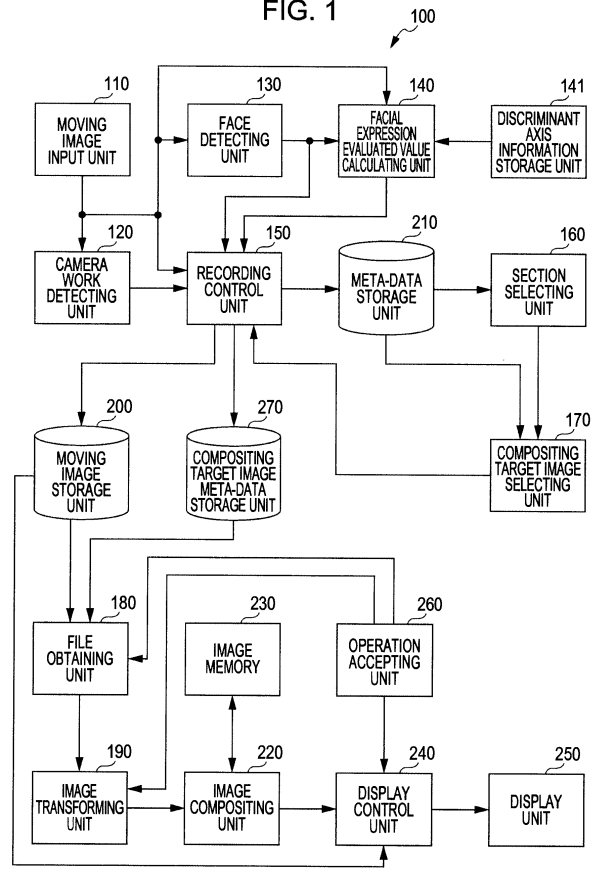 FIG. 1
100
110
MOVING
IMAGE
INPUT UNIT
130
FACE
DETECTING
UNIT
140
FACIAL
EXPRESSION
EVALUATED VALUE
CALCULATING UNIT
141
DISCRIMINANT
AXIS
INFORMATION
STORAGE UNIT
120
CAMERA
WORK
DETECTING
UNIT
150
RECORDING
CONTROL
UNIT
210
META-DATA
STORAGE
UNIT
160
SECTION
SELECTING
UNIT
200
MOVING
IMAGE
STORAGE
UNIT
270
COMPOSITING
TARGET IMAGE
META-DATA
STORAGE UNIT
170
COMPOSITING
TARGET IMAGE
SELECTING
UNIT
180
FILE
OBTAINING
UNIT
230
IMAGE
MEMORY
260
OPERATION
ACCEPTING
UNIT
190
IMAGE
TRANSFORMING
UNIT
220
IMAGE
COMPOSITING
UNIT
240
DISPLAY
CONTROL
UNIT
250
DISPLAY
UNIT